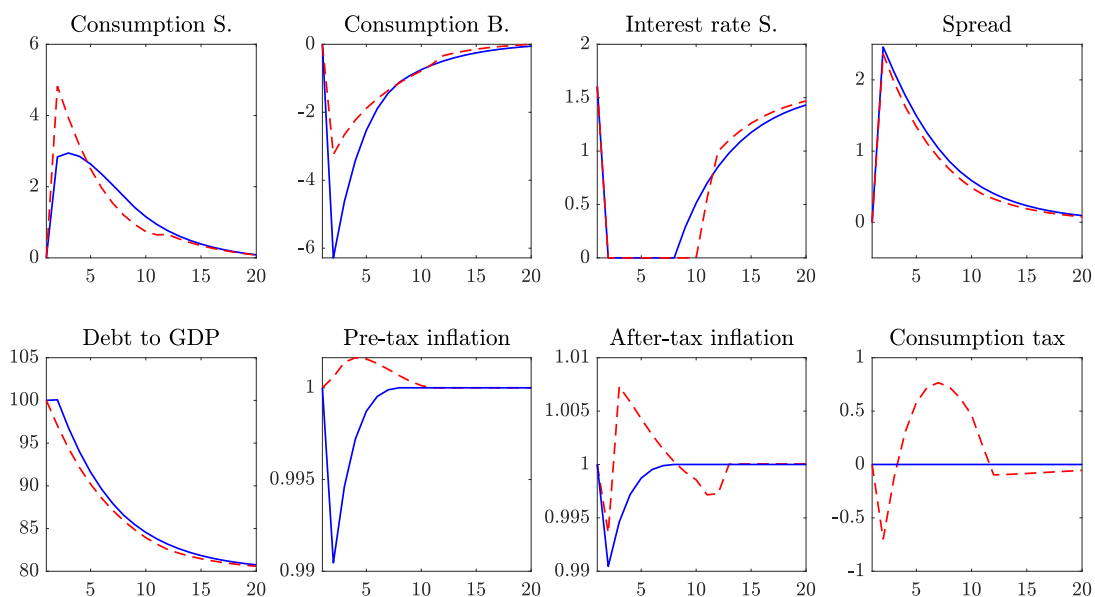 Consumption S.
6
4
2
0
5 10 15 20
Consumption B.
0
-2
-4
-6
5 10 15 20
Interest rate S.
2
1.5
1
0.5
0
5 10 15 20
Spread
2
1
0
5 10 15 20
Debt to GDP
105
100
95
90
85
80
5 10 15 20
Pre-tax inflation
1
0.995
0.99
5 10 15 20
After-tax inflation
1.01
1.005
1
0.995
0.99
5 10 15 20
Consumption tax
1
0.5
0
-0.5
-1
5 10 15 20